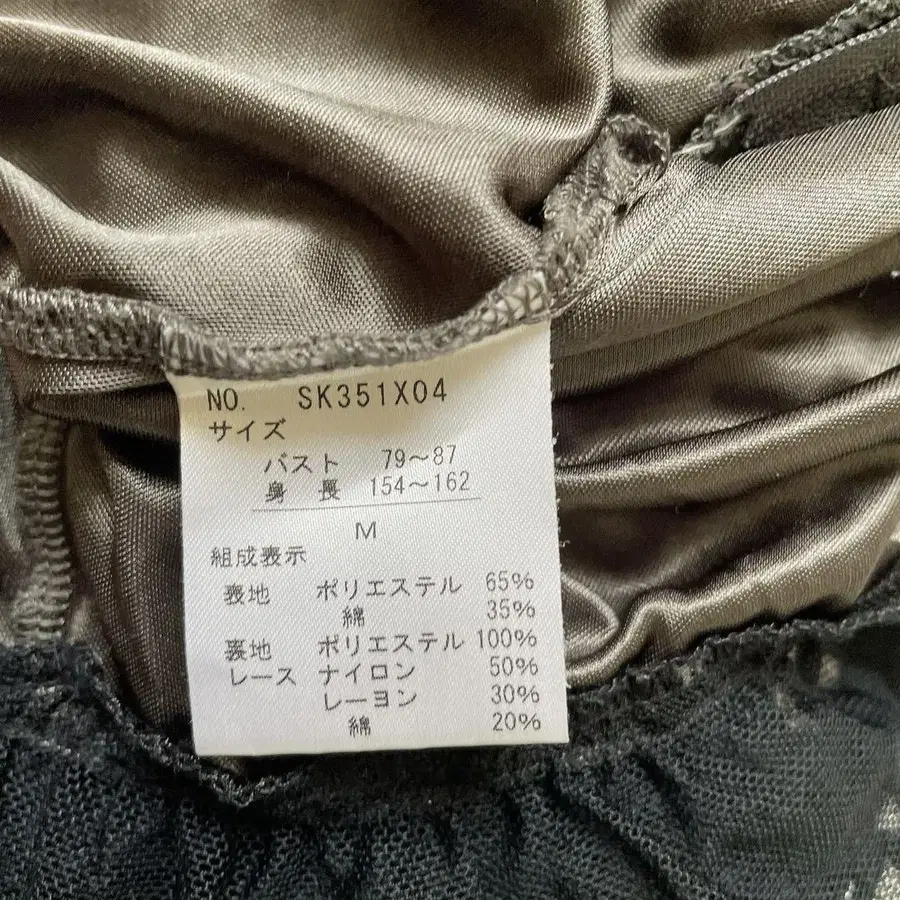 NO. SK351X04
サイズ
バスト 79～87
身長 154～162
M
組成表示
表地 ポリエステル 65%
綿 35%
裏地 ポリエステル 100%
レース ナイロン 50%
レーヨン 30%
綿 20%